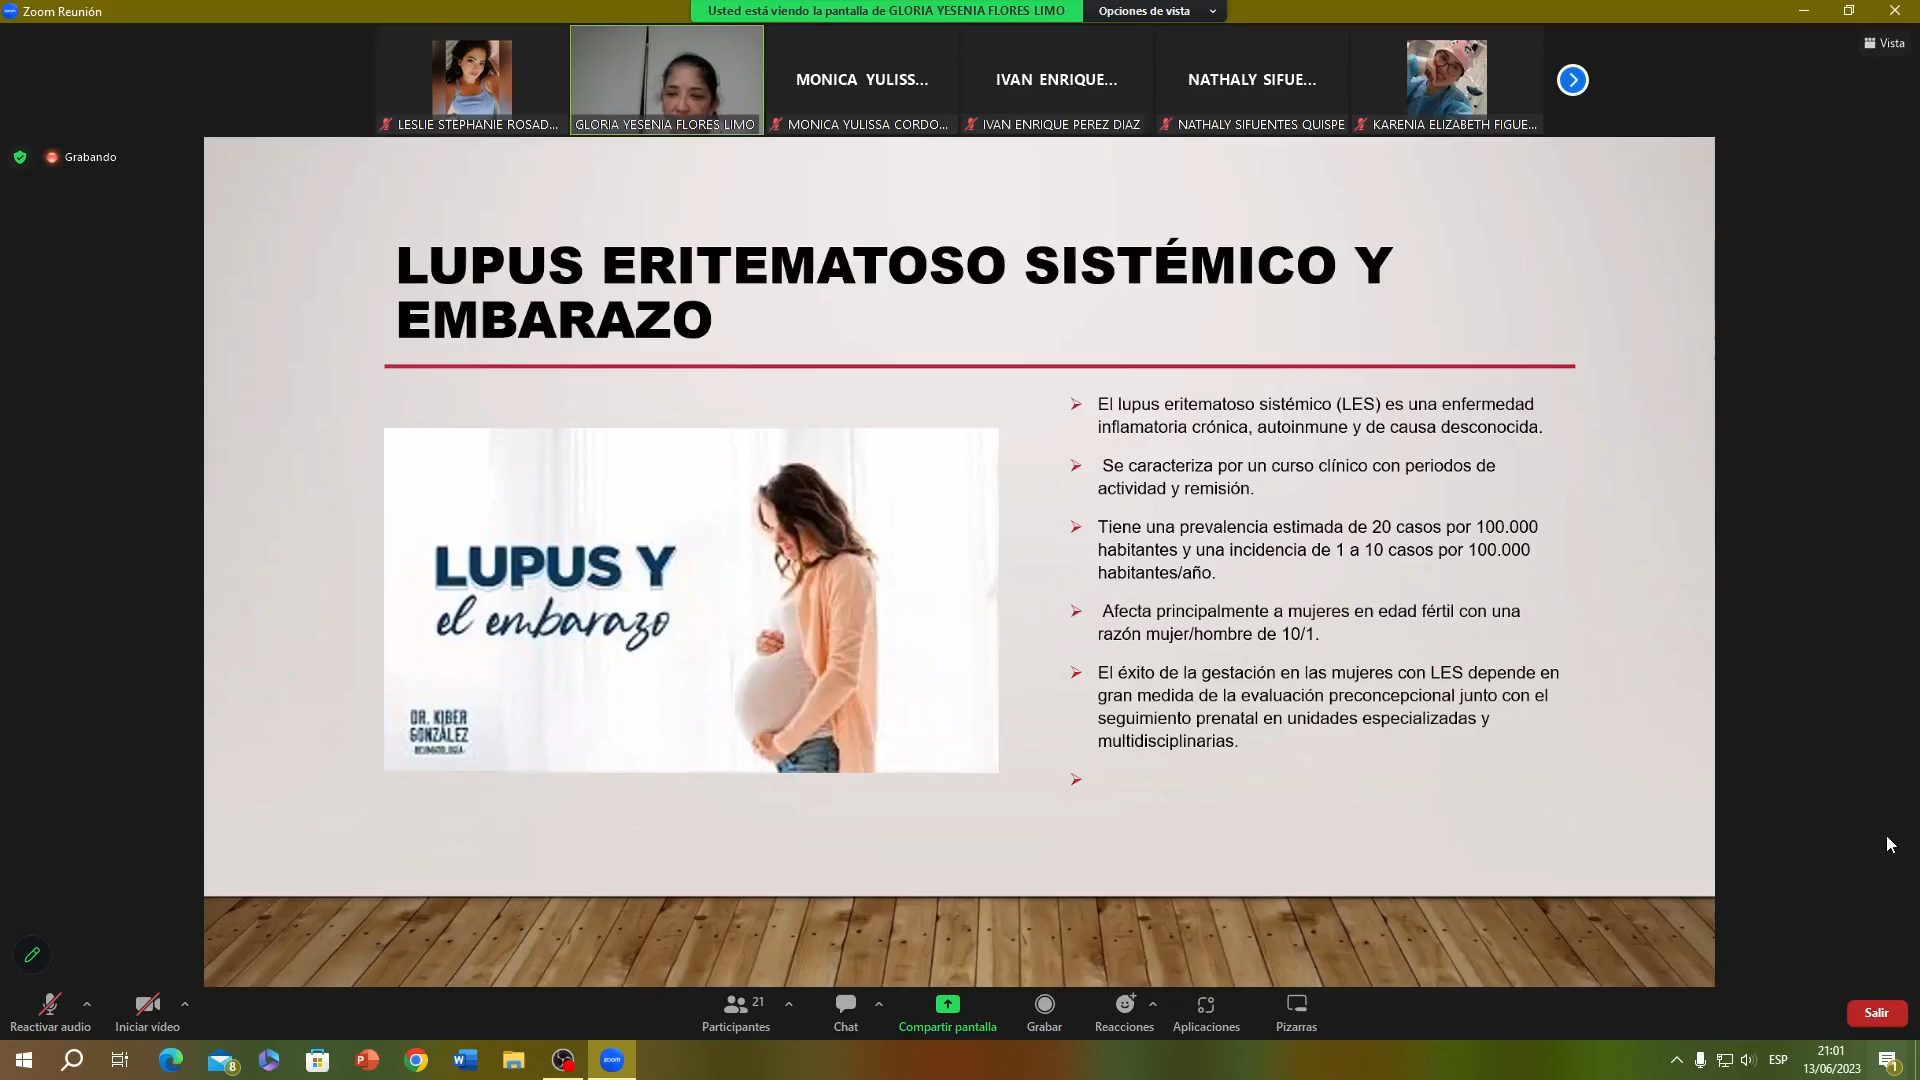 Zoom Reunión
Usted está viendo la pantalla de GLORIA YESENIA FLORES LIMO
Opciones de vista
Vista
MONICA YULISS...
IVAN ENRIQUE...
NATHALY SIFUE...
LESLIE STEPHANIE ROSAD...
GLORIA YESENIA FLORES LIMO
MONICA YULISSA CORDO...
IVAN ENRIQUE PEREZ DIAZ
NATHALY SIFUENTES QUISPE
KARENIA ELIZABETH FIGUE...
Grabando
LUPUS ERITEMATOSO SISTÉMICO Y
EMBARAZO
LUPUS Y
el embarazo
DR. KIBER
GONZÁLEZ
REUMATOLOGÍA
El lupus eritematoso sistémico (LES) es una enfermedad
inflamatoria crónica, autoinmune y de causa desconocida.
Se caracteriza por un curso clínico con periodos de
actividad y remisión.
Tiene una prevalencia estimada de 20 casos por 100.000
habitantes y una incidencia de 1 a 10 casos por 100.000
habitantes/año.
Afecta principalmente a mujeres en edad fértil con una
razón mujer/hombre de 10/1.
El éxito de la gestación en las mujeres con LES depende en
gran medida de la evaluación preconcepcional junto con el
seguimiento prenatal en unidades especializadas y
multidisciplinarias.
Reactivar audio
Iniciar vídeo
21
Participantes
Chat
Compartir pantalla
Grabar
Reacciones
Aplicaciones
Pizarras
Salir
8
zoom
ESP
21:01
13/06/2023
1